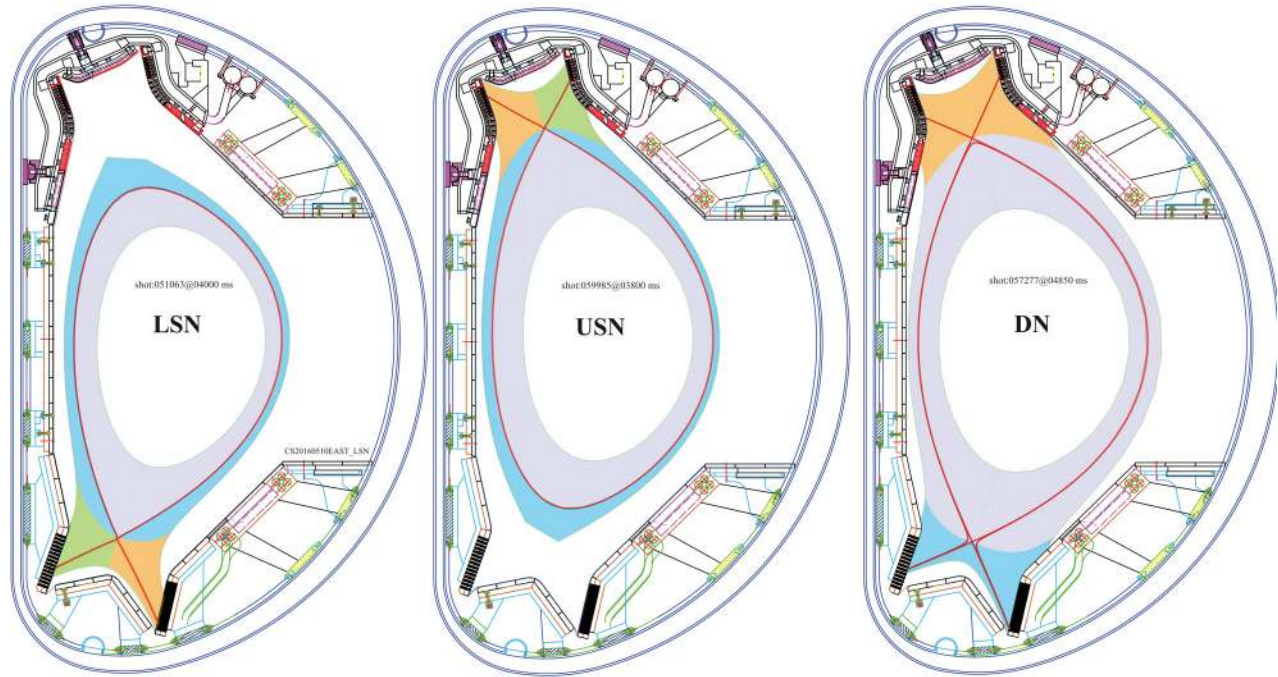 shot:051063@04000 ms
LSN
CS20160510EAST_LSN
shot:059985@03800 ms
USN
shot:057277@04850 ms
DN